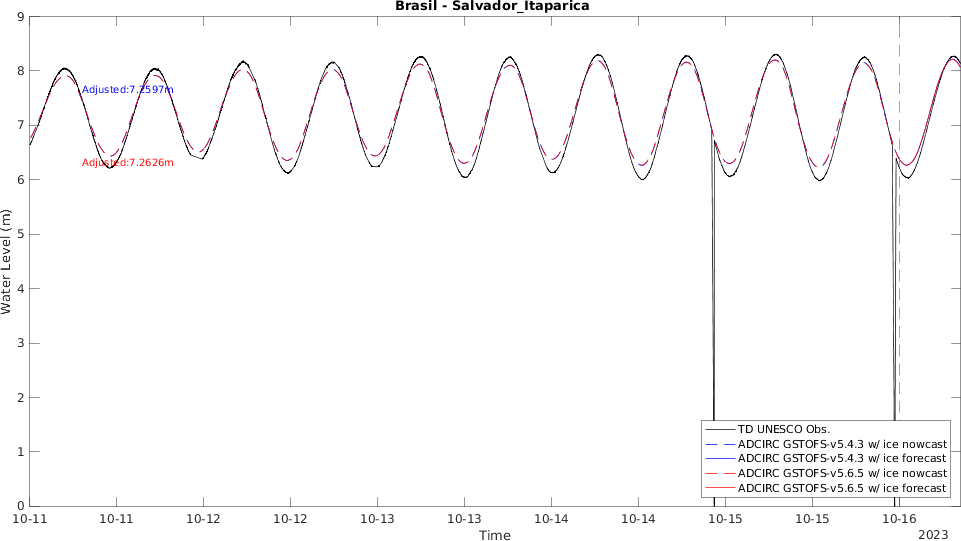 Brasil - Salvador_Itaparica
Water Level (m)
9
8
7
6
5
4
3
2
1
0
Adjusted:7.2597m
Adjusted:7.2626m
TD UNESCO Obs.
ADCIRC GSTOFS-v5.4.3 w/ ice nowcast
ADCIRC GSTOFS-v5.4.3 w/ ice forecast
ADCIRC GSTOFS-v5.6.5 w/ ice nowcast
ADCIRC GSTOFS-v5.6.5 w/ ice forecast
10-11 10-11 10-12 10-12 10-13 10-13 10-14 10-14 10-15 10-15 10-16
Time
2023